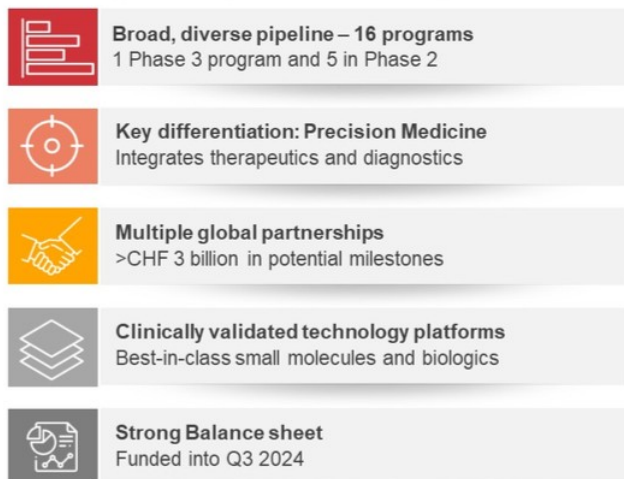 Broad, diverse pipeline – 16 programs
1 Phase 3 program and 5 in Phase 2
Key differentiation: Precision Medicine
Integrates therapeutics and diagnostics
Multiple global partnerships
>CHF 3 billion in potential milestones
Clinically validated technology platforms
Best-in-class small molecules and biologics
Strong Balance sheet
Funded into Q3 2024